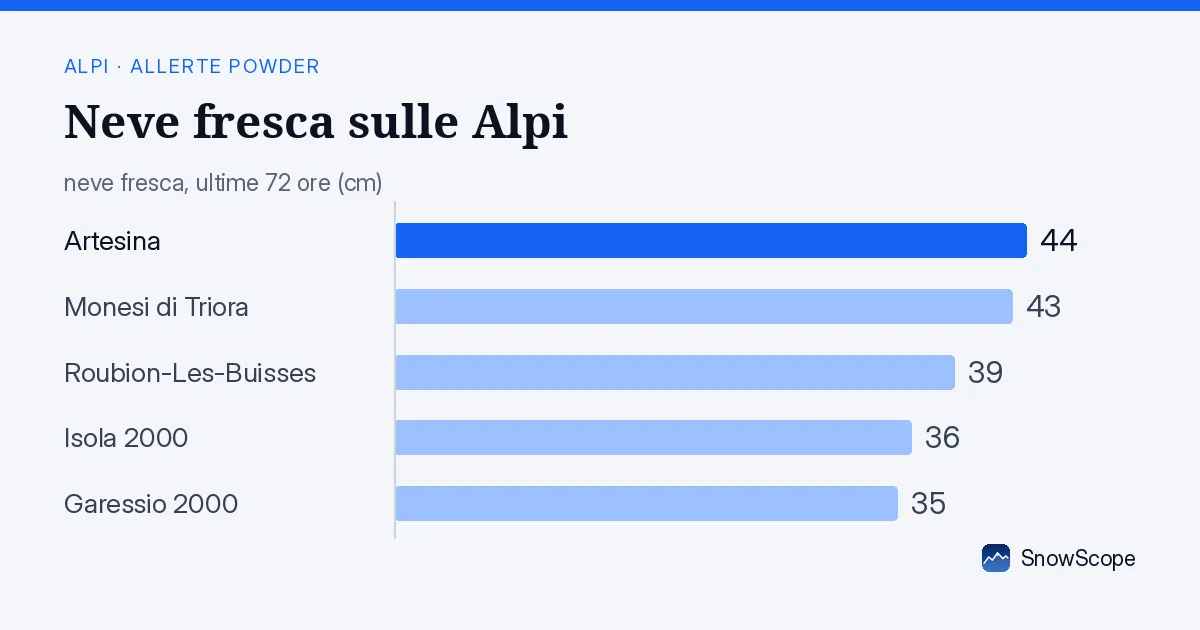 ALPI · ALLERTE POWDER
Neve fresca sulle Alpi
neve fresca, ultime 72 ore (cm)
Artesina 44
Monesi di Triora 43
Roubion-Les-Buisses 39
Isola 2000 36
Garessio 2000 35
SnowScope